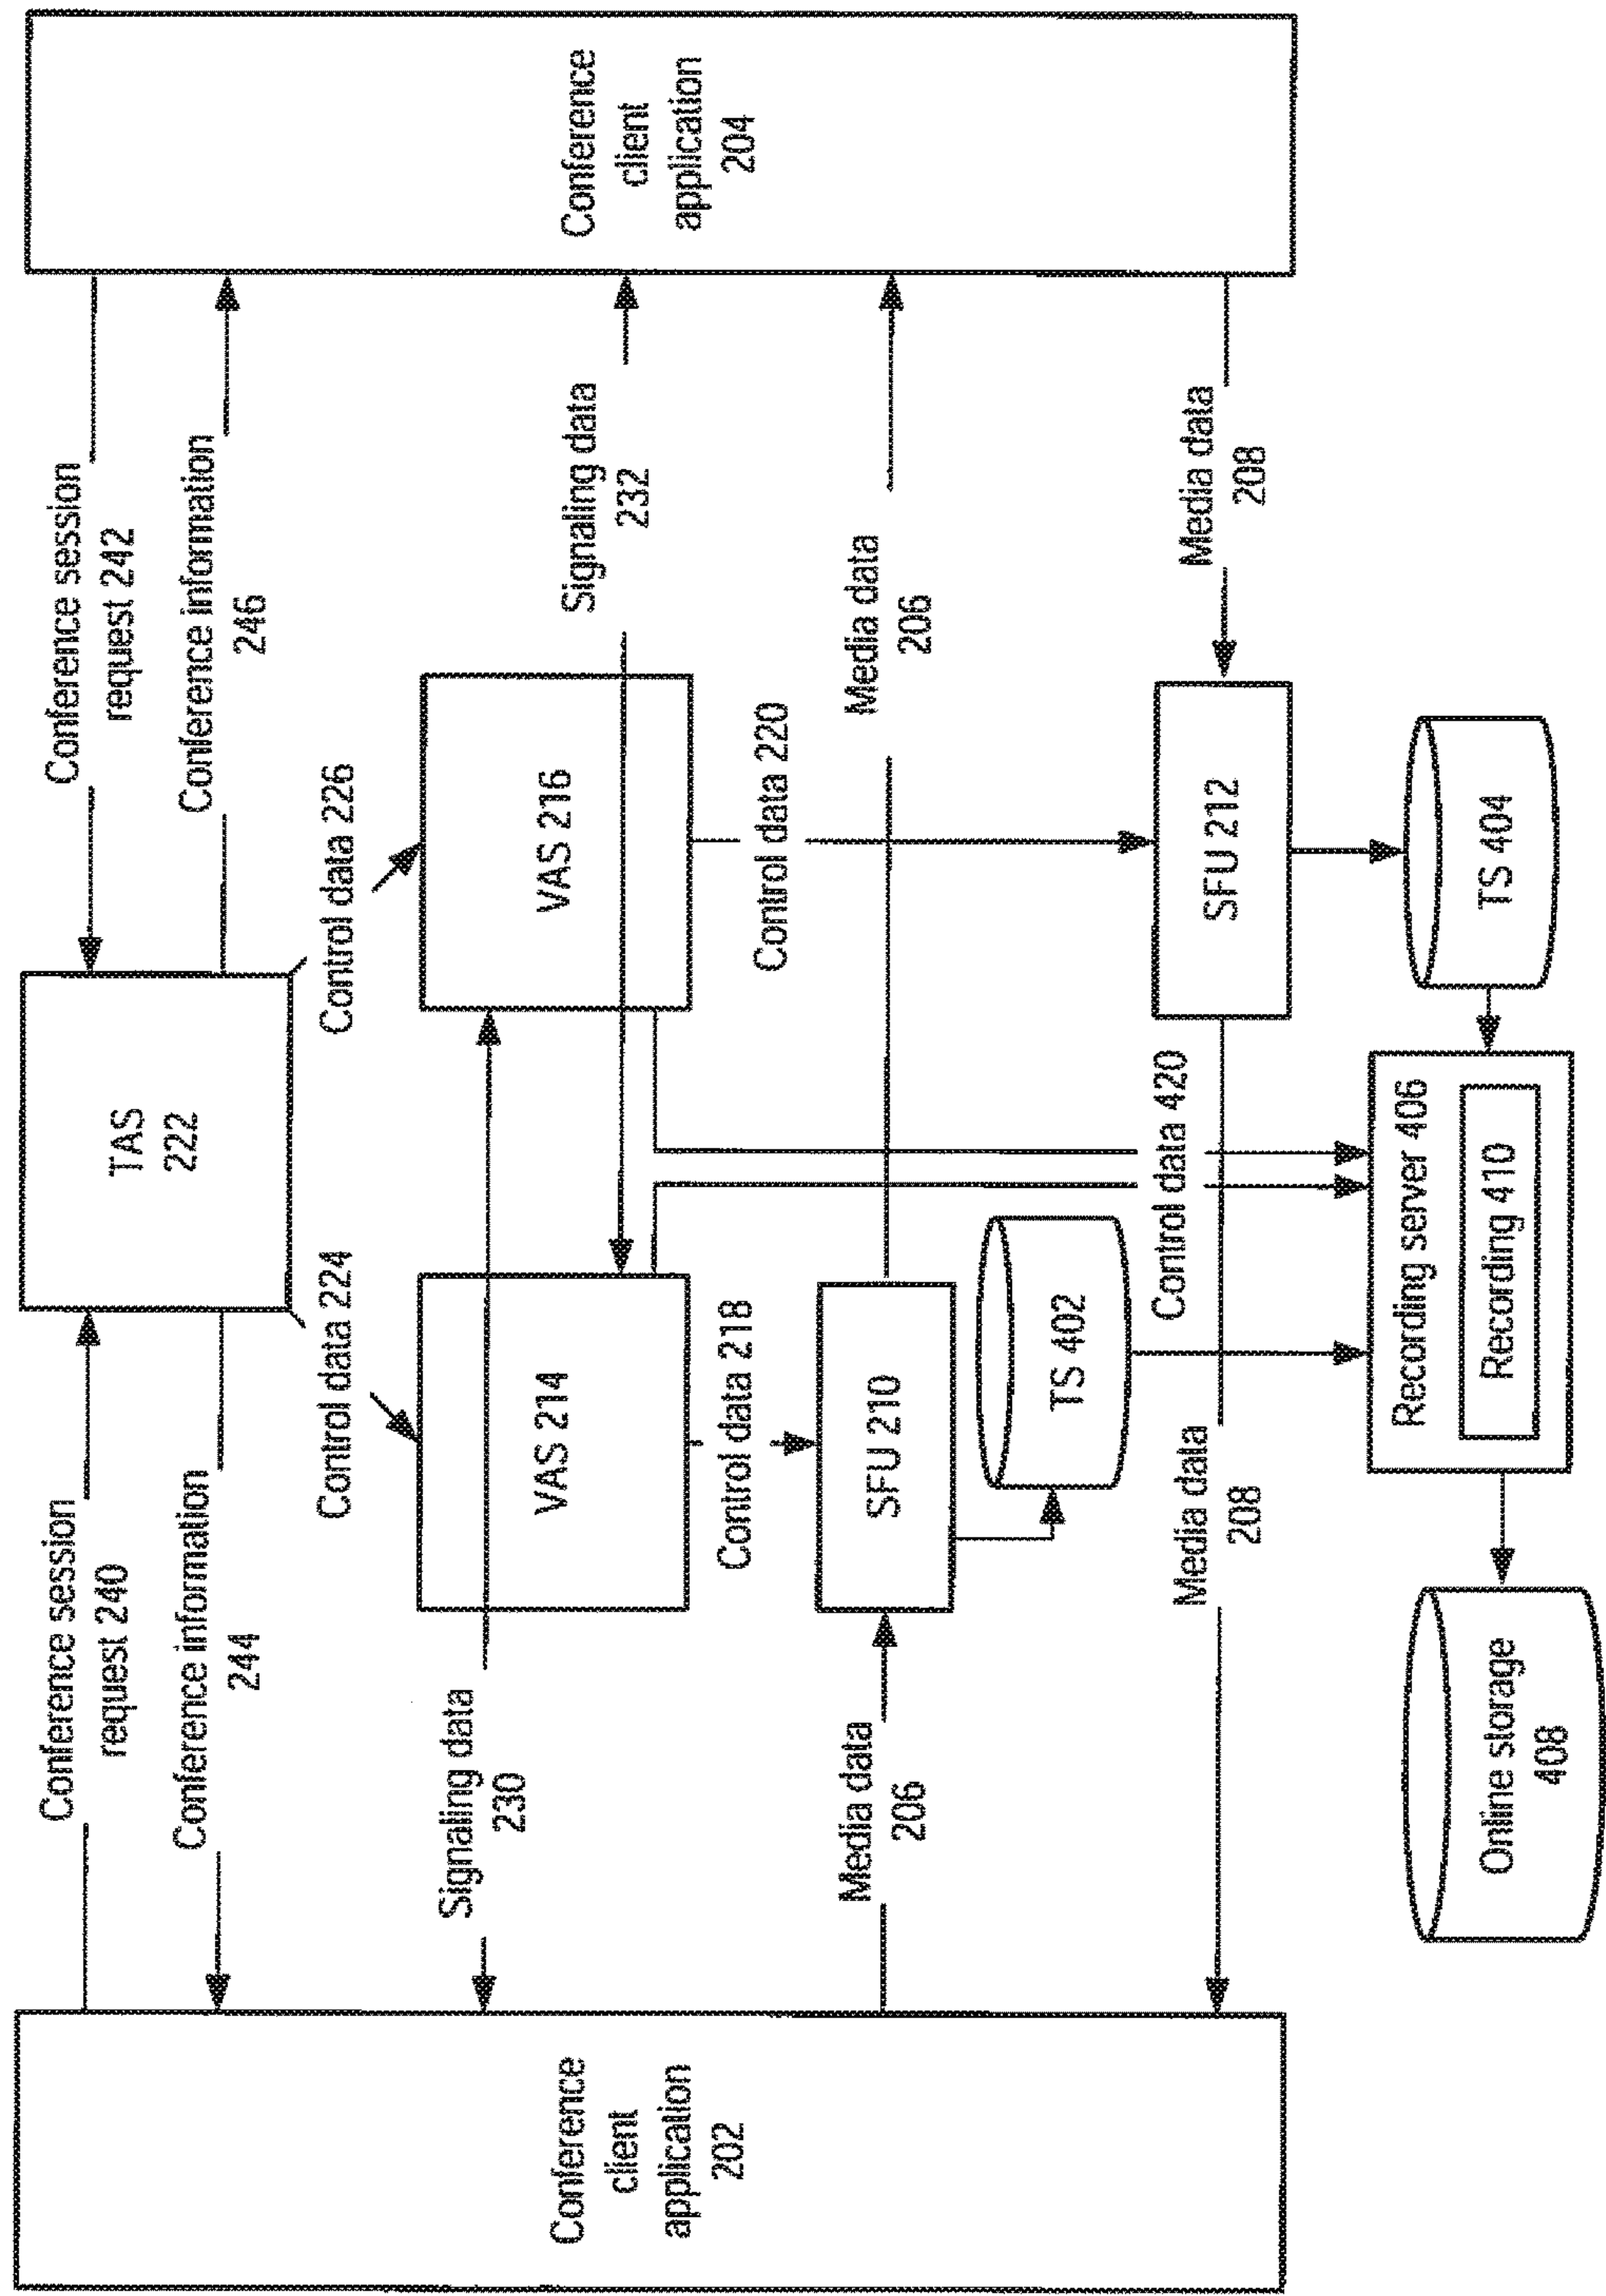 Conference session
request 240
Conference session
request 242
TAS
222
Conference information
244
Conference information
246
Control data 224
Control data 226
Signaling data
230
VAS 214
VAS 216
Signaling data
232
Conference
client
application
202
Conference
client
application
204
Control data 218
Control data 220
Media data
206
SFU 210
Media data
206
TS 402
Control data 420
Media data
208
SFU 212
Media data
208
Recording server 406
Recording 410
TS 404
Online storage
408